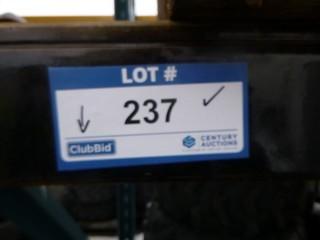 LOT #
237
ClubBid
CENTURY
AUCTIONS